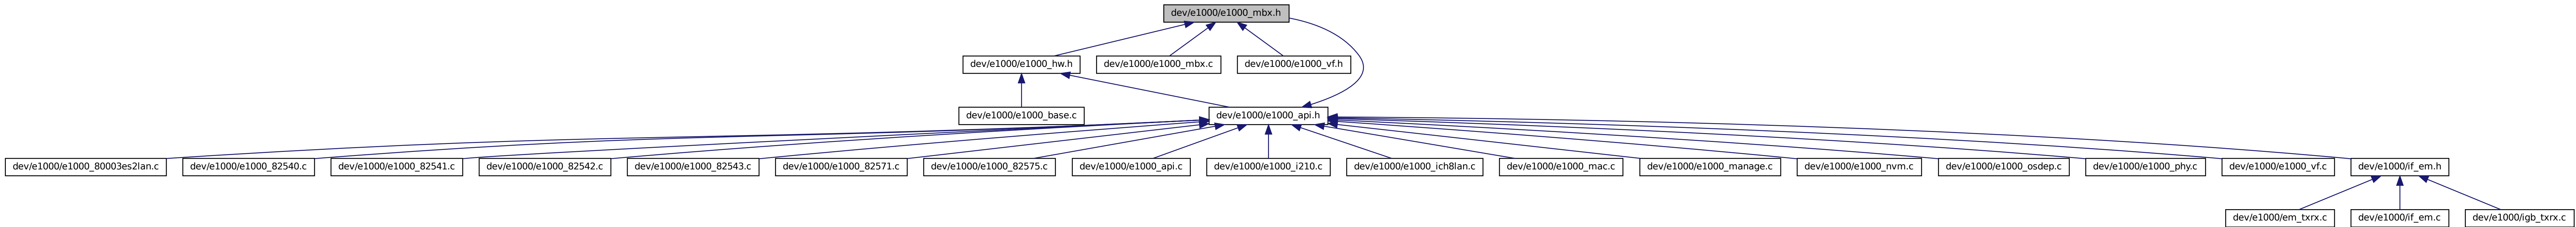 dev/e1000/e1000_mbx.h
dev/e1000/e1000_hw.h
dev/e1000/e1000_mbx.c
dev/e1000/e1000_vf.h
dev/e1000/e1000_base.c
dev/e1000/e1000_api.h
dev/e1000/e1000_80003es2lan.c
dev/e1000/e1000_82540.c
dev/e1000/e1000_82541.c
dev/e1000/e1000_82542.c
dev/e1000/e1000_82543.c
dev/e1000/e1000_82571.c
dev/e1000/e1000_82575.c
dev/e1000/e1000_api.c
dev/e1000/e1000_i210.c
dev/e1000/e1000_ich8lan.c
dev/e1000/e1000_mac.c
dev/e1000/e1000_manage.c
dev/e1000/e1000_nvm.c
dev/e1000/e1000_osdep.c
dev/e1000/e1000_phy.c
dev/e1000/e1000_vf.c
dev/e1000/if_em.h
dev/e1000/em_txrx.c
dev/e1000/if_em.c
dev/e1000/igb_txrx.c